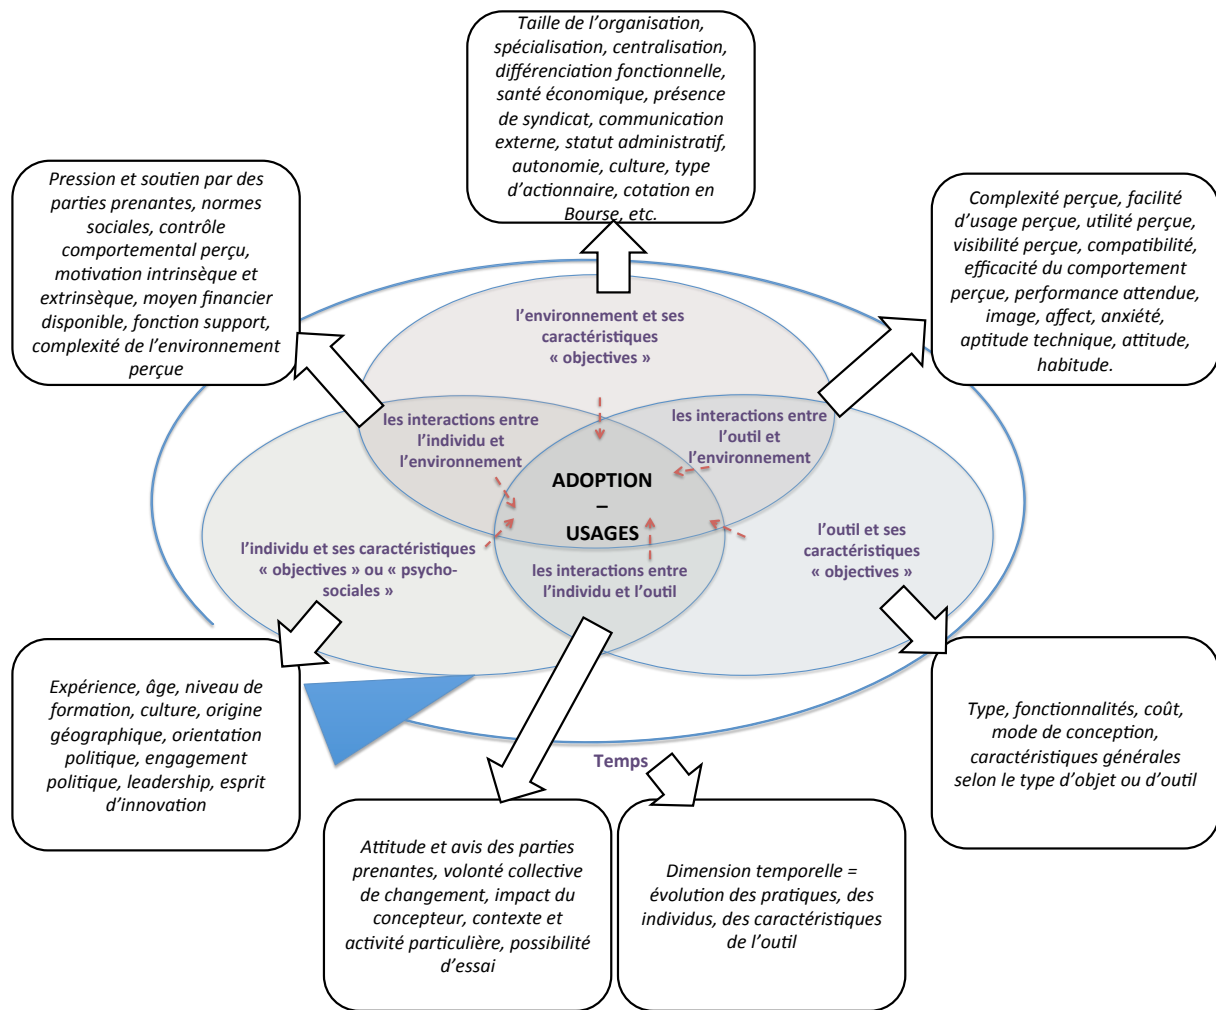 Taille de l’organisation,
spécialisation, centralisation,
différenciation fonctionnelle,
santé économique, présence
de syndicat, communication
externe, statut administratif,
autonomie, culture, type
d’actionnaire, cotation en
Bourse, etc.
Pression et soutien par des
parties prenantes, normes
sociales, contrôle
comportemental perçu,
motivation intrinsèque et
extrinsèque, moyen financier
disponible, fonction support,
complexité de l’environnement
perçue
Complexité perçue, facilité
d’usage perçue, utilité perçue,
visibilité perçue, compatibilité,
efficacité du comportement
perçue, performance attendue,
image, affect, anxiété,
aptitude technique, attitude,
habitude.
l’environnement et ses
caractéristiques
« objectives »
les interactions entre
l’individu et
l’environnement
les interactions entre
l’outil et
l’environnement
ADOPTION
–
USAGES
l’individu et ses caractéristiques
« objectives » ou « psycho-
sociales »
les interactions entre
l’individu et l’outil
l’outil et ses
caractéristiques
« objectives »
Expérience, âge, niveau de
formation, culture, origine
géographique, orientation
politique, engagement
politique, leadership, esprit
d’innovation
Temps
Type, fonctionnalités, coût,
mode de conception,
caractéristiques générales
selon le type d’objet ou d’outil
Attitude et avis des parties
prenantes, volonté collective
de changement, impact du
concepteur, contexte et
activité particulière, possibilité
d’essai
Dimension temporelle =
évolution des pratiques, des
individus, des caractéristiques
de l’outil